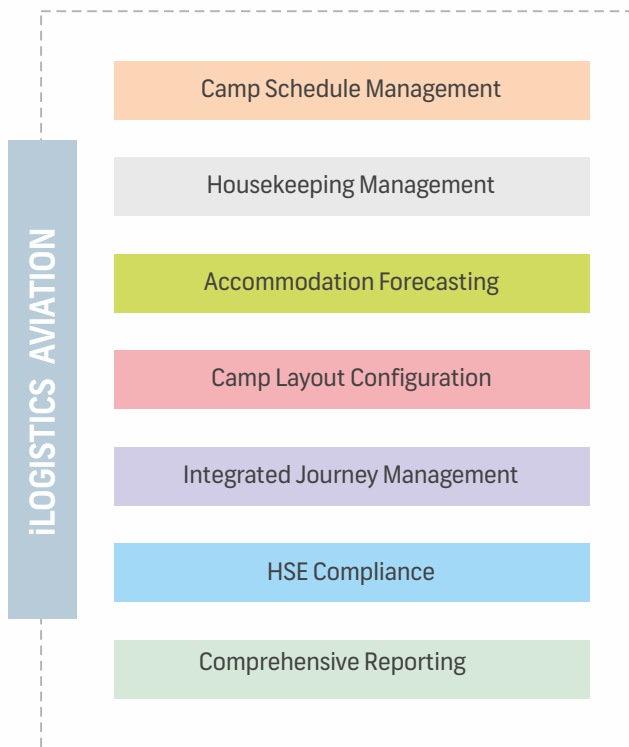 iLOGISTICS AVIATION
Camp Schedule Management
Housekeeping Management
Accommodation Forecasting
Camp Layout Configuration
Integrated Journey Management
HSE Compliance
Comprehensive Reporting